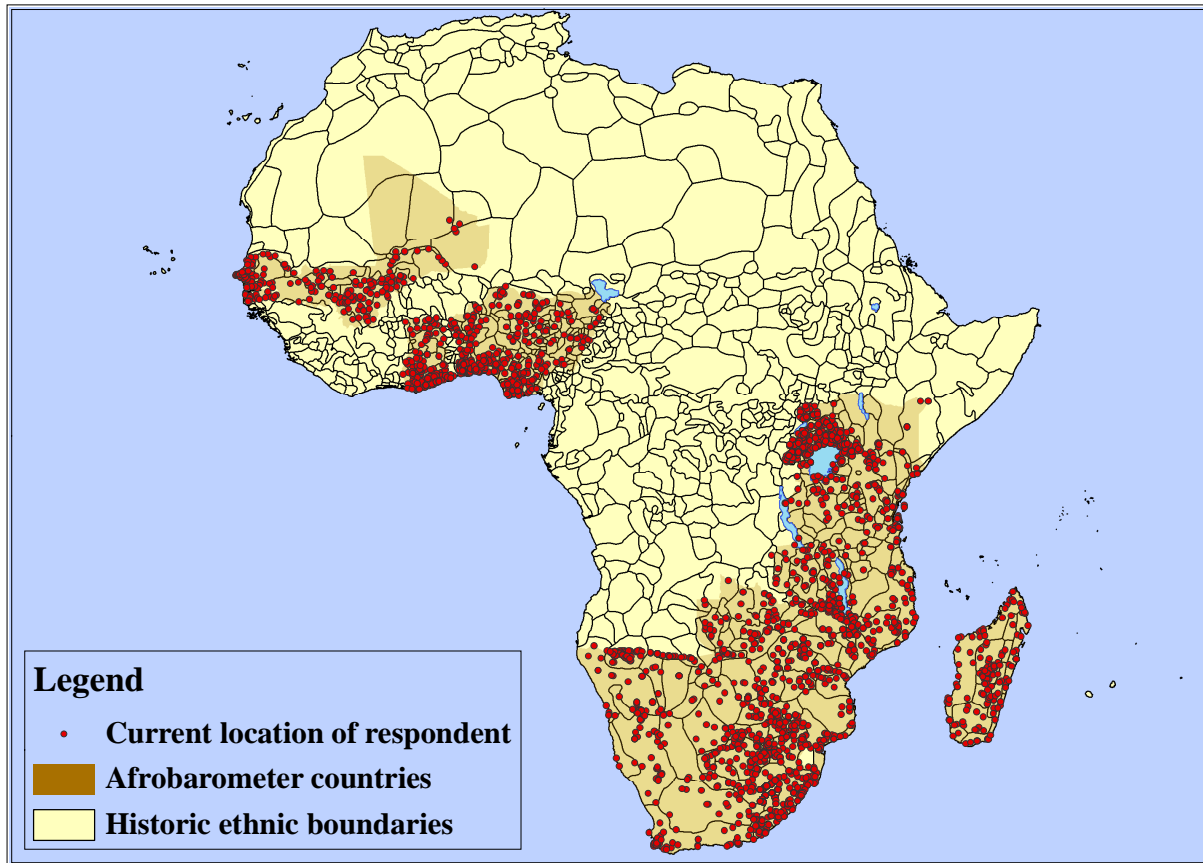 Legend
Current location of respondent
Afrobarometer countries
Historic ethnic boundaries